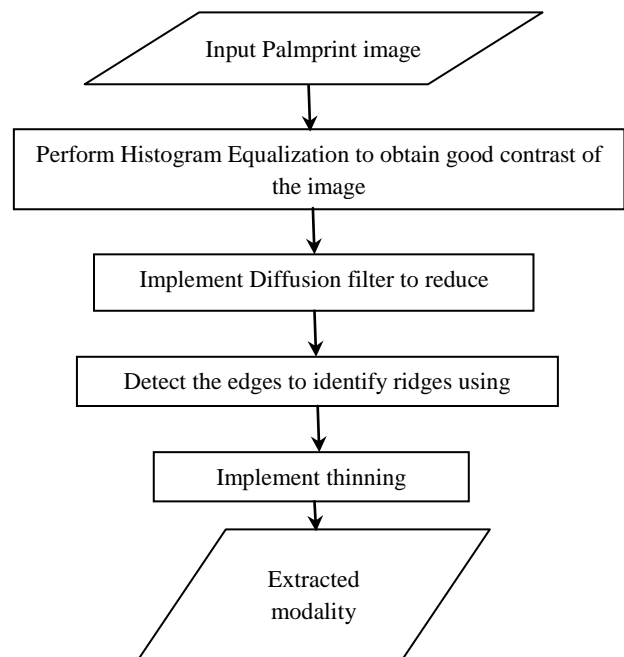 Input Palmprint image
Perform Histogram Equalization to obtain good contrast of
the image
Implement Diffusion filter to reduce
Detect the edges to identify ridges using
Implement thinning
Extracted
modality